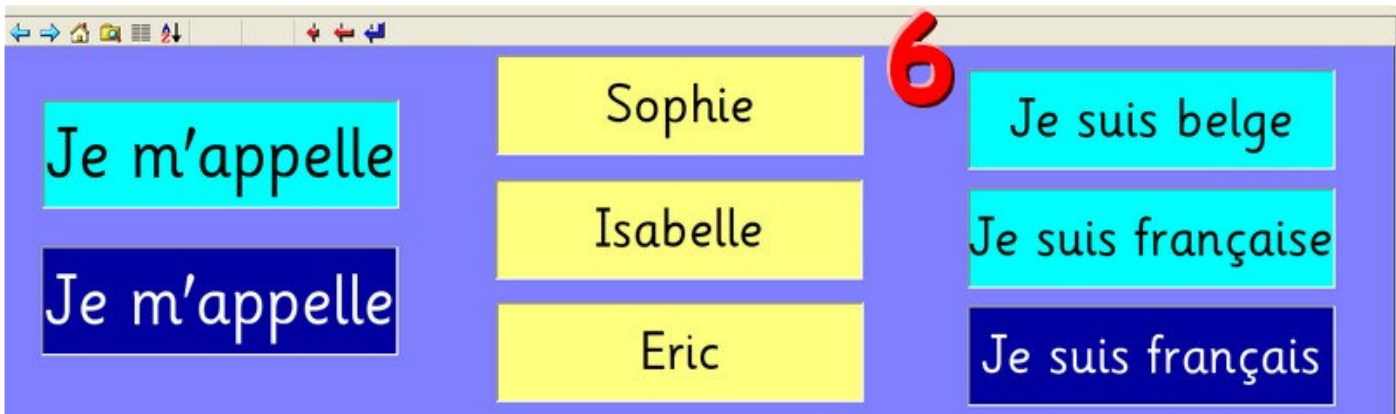 Je m'appelle
Je m'appelle
Sophie
Isabelle
Eric
6
Je suis belge
Je suis française
Je suis français